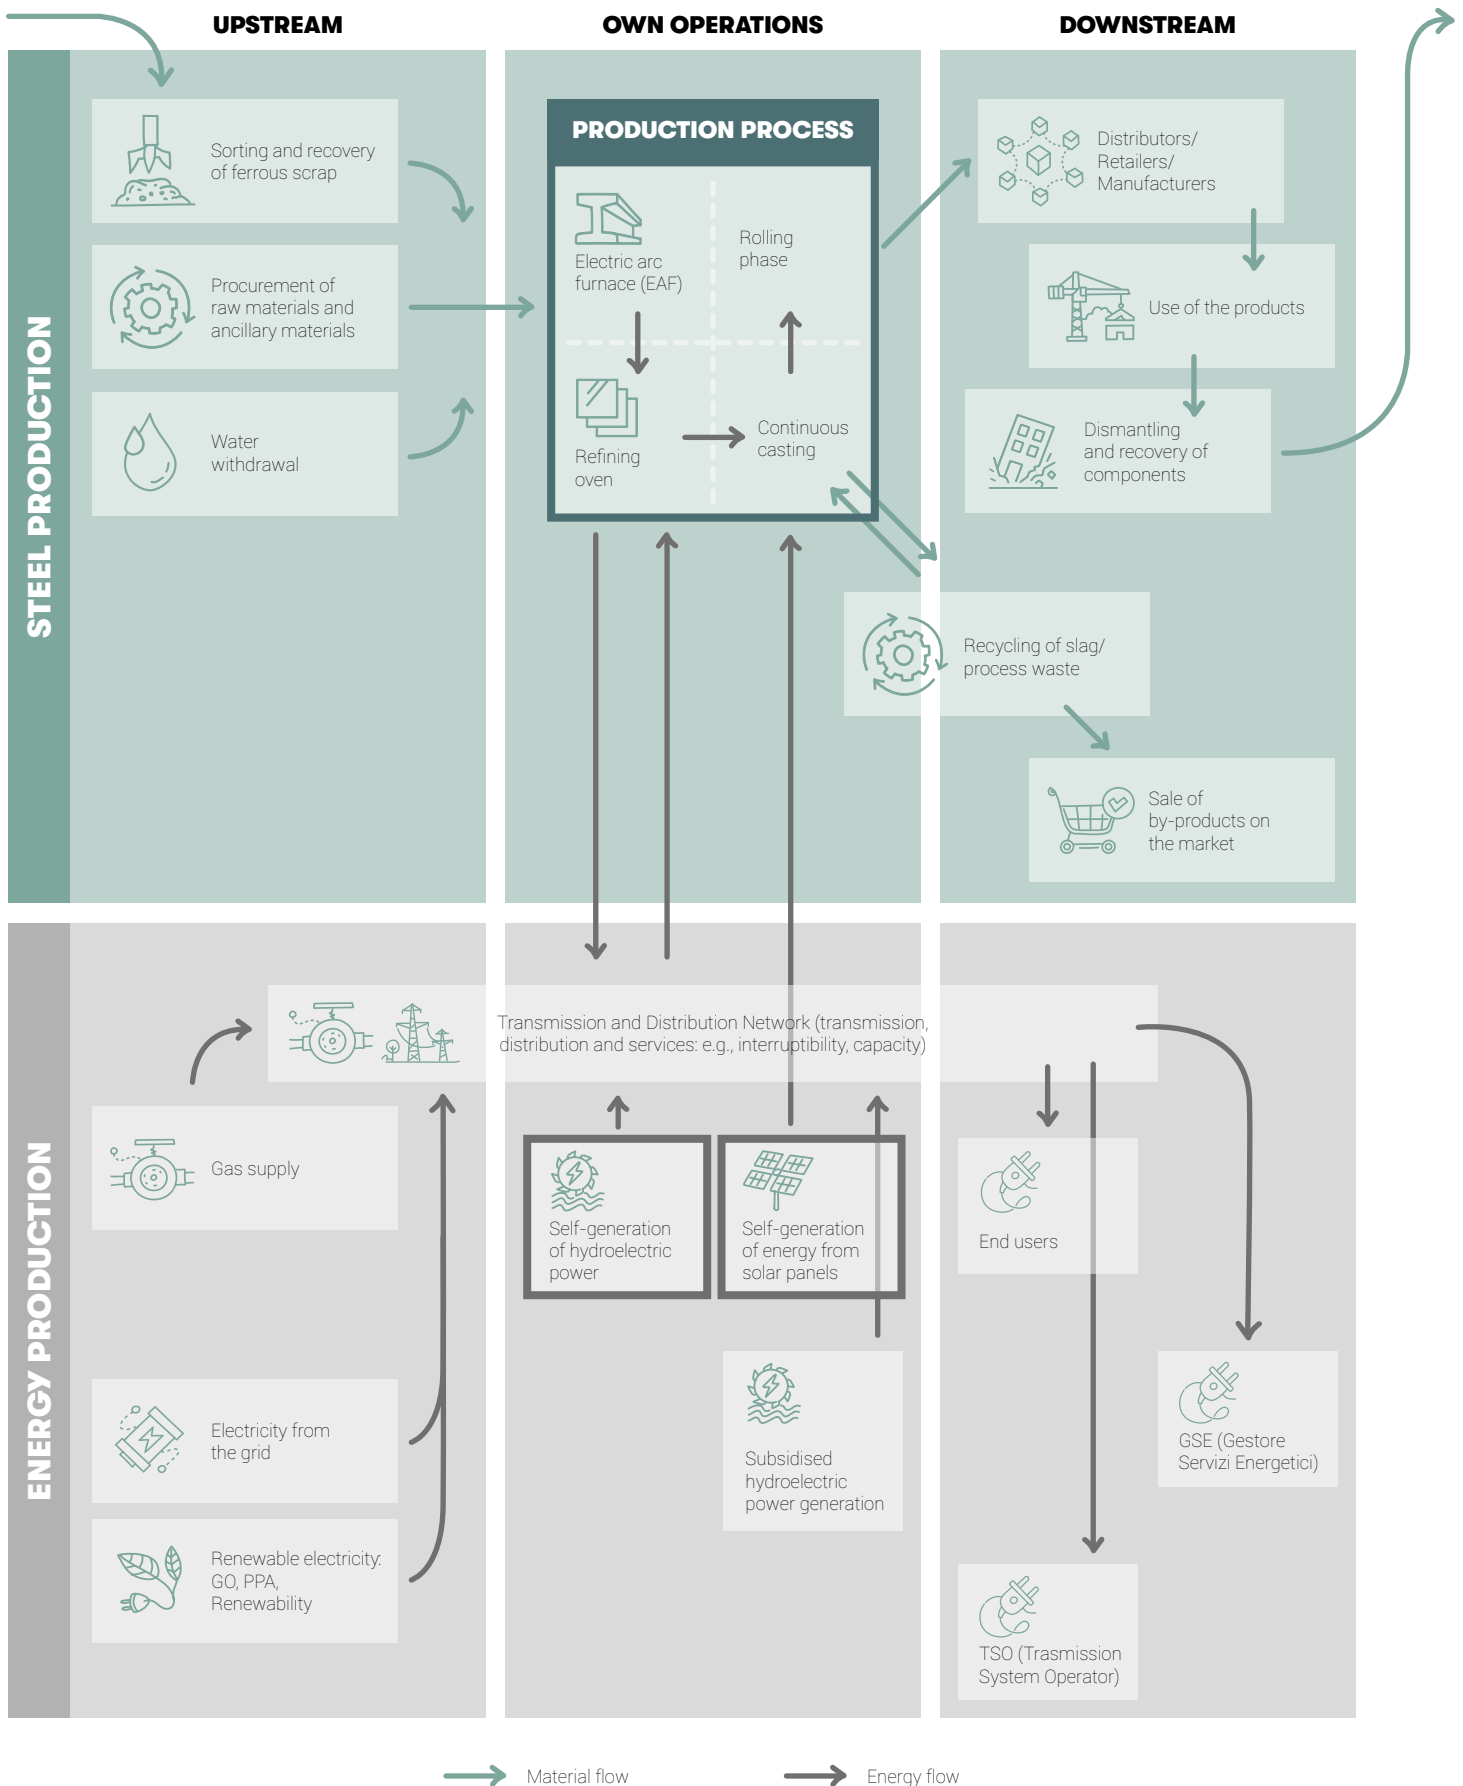 UPSTREAM
OWN OPERATIONS
DOWNSTREAM
STEEL PRODUCTION
Sorting and recovery
of ferrous scrap
Procurement of
raw materials and
ancillary materials
Water
withdrawal
PRODUCTION PROCESS
Electric arc
furnace (EAF)
Rolling
phase
Refining
oven
Continuous
casting
Distributors/
Retailers/
Manufacturers
Use of the products
Dismantling
and recovery of
components
Recycling of slag/
process waste
Sale of
by-products on
the market
ENERGY PRODUCTION
Transmission and Distribution Network (transmission,
distribution and services: e.g., interruptibility, capacity)
Gas supply
Electricity from
the grid
Renewable electricity:
GO, PPA,
Renewability
Self-generation
of hydroelectric
power
Self-generation
of energy from
solar panels
Subsidised
hydroelectric
power generation
End users
GSE (Gestore
Servizi Energetici)
TSO (Trasmission
System Operator)
Material flow
Energy flow